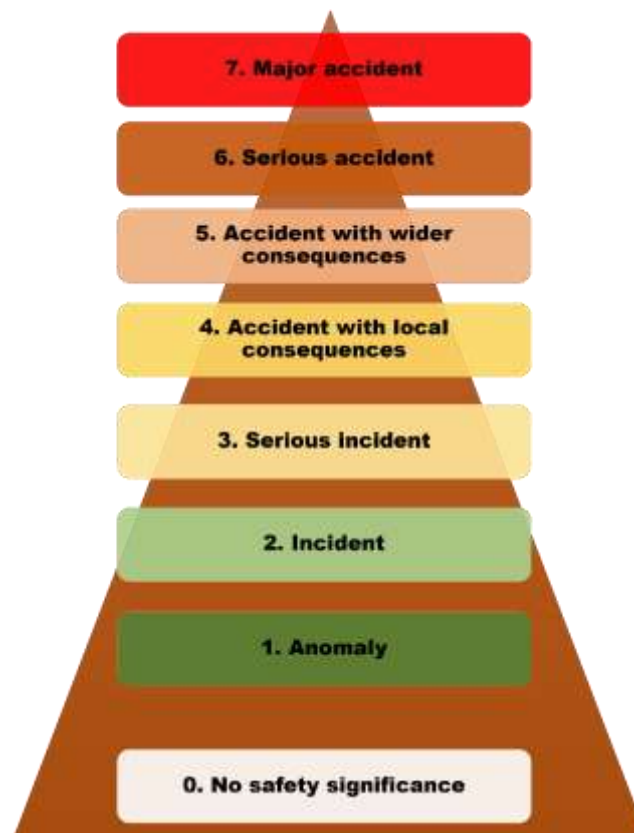 7. Major accident
6. Serious accident
5. Accident with wider
consequences
4. Accident with local
consequences
3. Serious incident
2. Incident
1. Anomaly
0. No safety significance